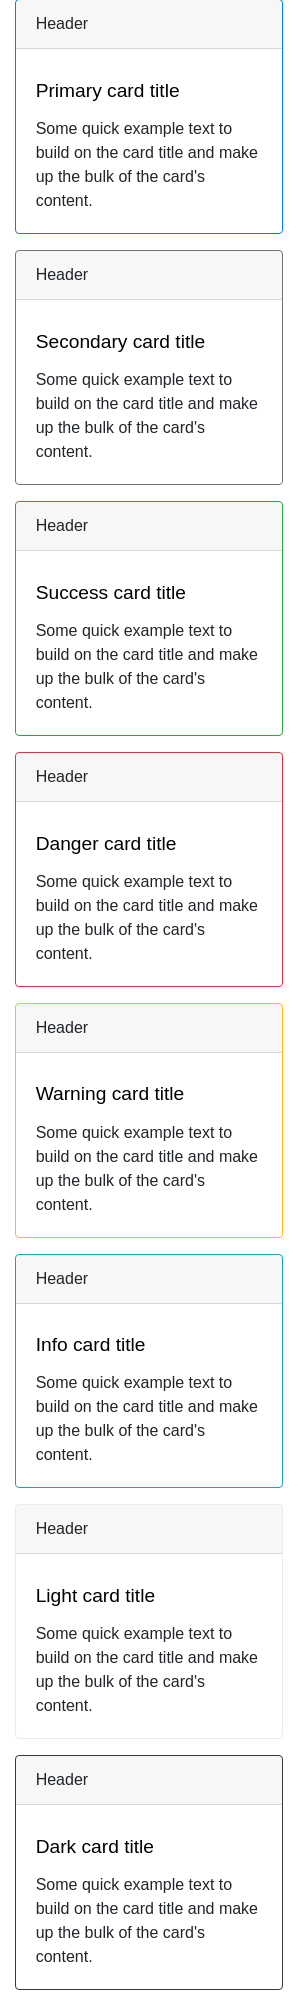 Header
Primary card title
Some quick example text to
build on the card title and make
up the bulk of the card's
content.
Header
Secondary card title
Some quick example text to
build on the card title and make
up the bulk of the card's
content.
Header
Success card title
Some quick example text to
build on the card title and make
up the bulk of the card's
content.
Header
Danger card title
Some quick example text to
build on the card title and make
up the bulk of the card's
content.
Header
Warning card title
Some quick example text to
build on the card title and make
up the bulk of the card's
content.
Header
Info card title
Some quick example text to
build on the card title and make
up the bulk of the card's
content.
Header
Light card title
Some quick example text to
build on the card title and make
up the bulk of the card's
content.
Header
Dark card title
Some quick example text to
build on the card title and make
up the bulk of the card's
content.